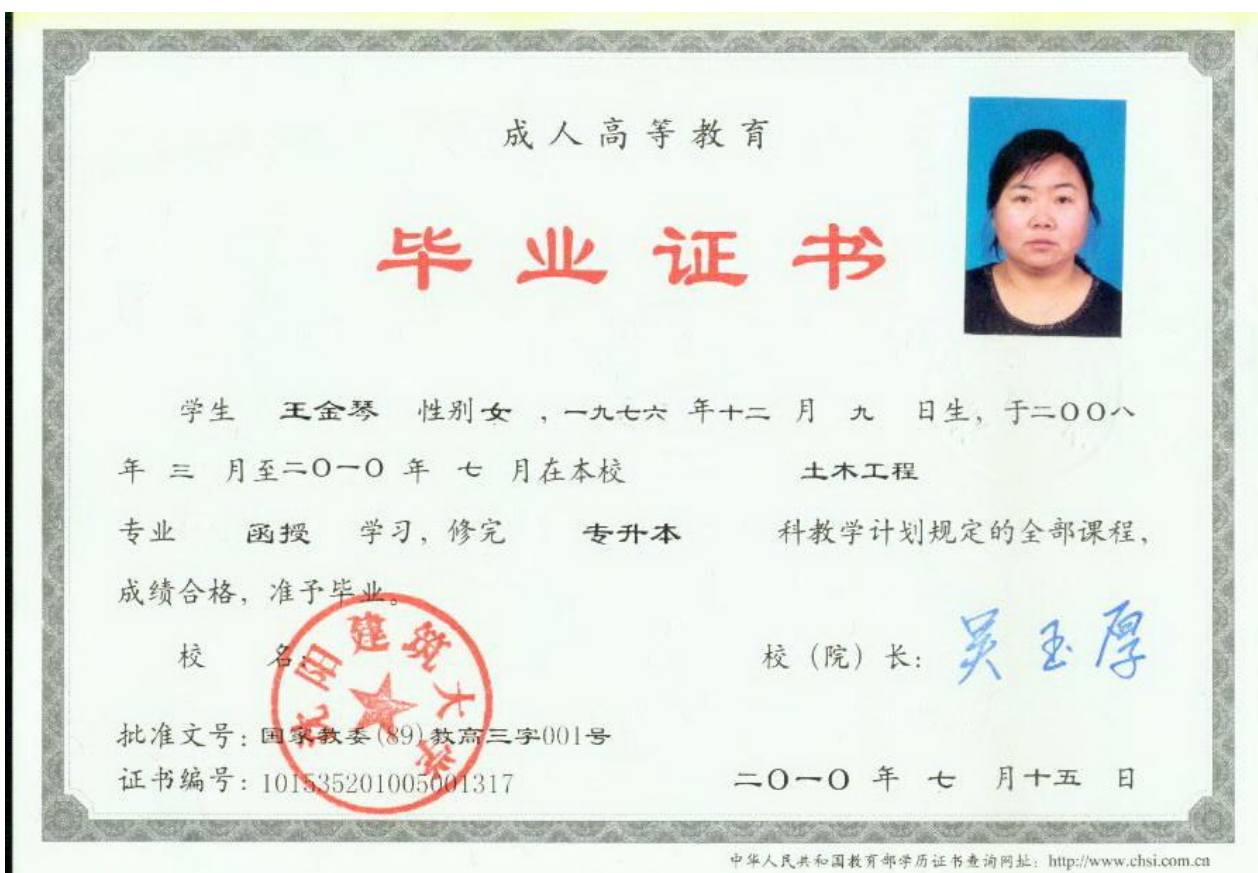 成人高等教育
毕业证书
学生 王金琴 性别 女 ，一九七六 年十二 月 九 日生，于二〇〇八
年 三 月至二〇一〇 年 七 月在本校 土木工程
专业 函授 学习，修完 专升本 科教学计划规定的全部课程，
成绩合格，准予毕业。
校 名： 校（院）长：吴玉厚
沈阳建筑大学
批准文号：国家教委(89)教高三字001号
证书编号：101535201005001317 二〇一〇 年 七 月十五 日
中华人民共和国教育部学历证书查询网址：http://www.chsi.com.cn